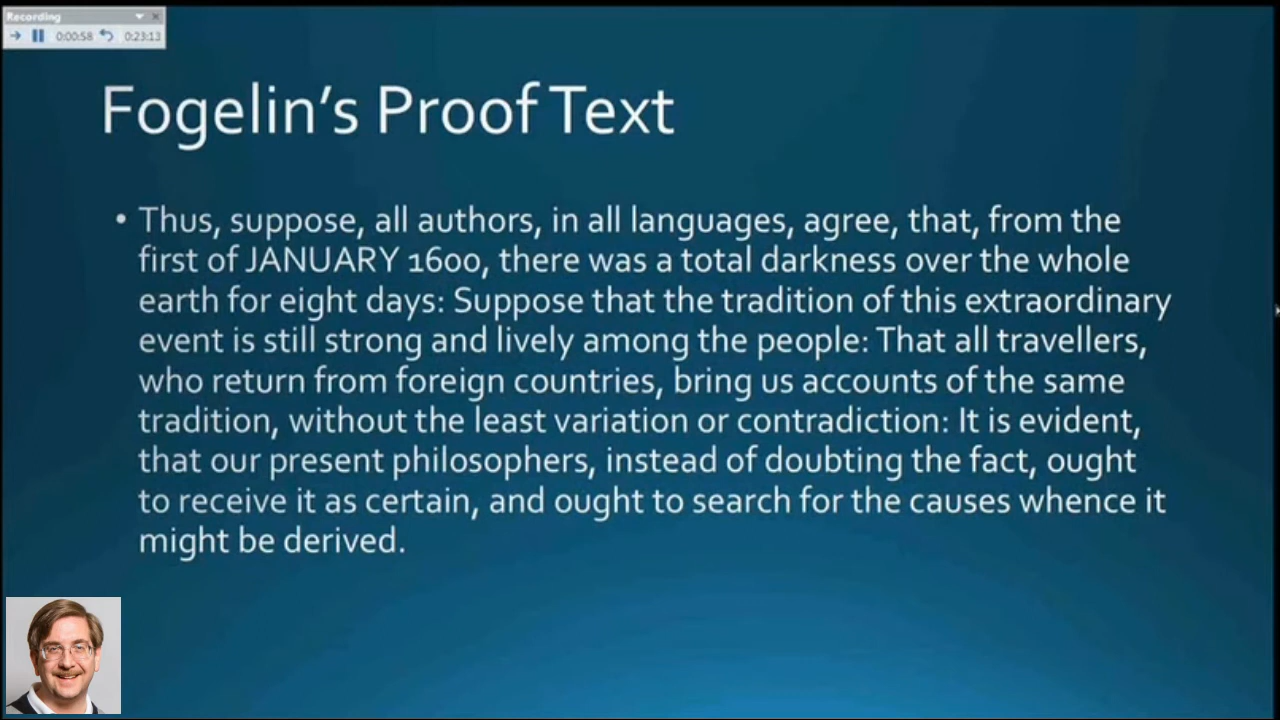 Recording
0:00:58 0:23:13
Fogelin's Proof Text
• Thus, suppose, all authors, in all languages, agree, that, from the
first of JANUARY 1600, there was a total darkness over the whole
earth for eight days: Suppose that the tradition of this extraordinary
event is still strong and lively among the people: That all travellers,
who return from foreign countries, bring us accounts of the same
tradition, without the least variation or contradiction: It is evident,
that our present philosophers, instead of doubting the fact, ought
to receive it as certain, and ought to search for the causes whence it
might be derived.